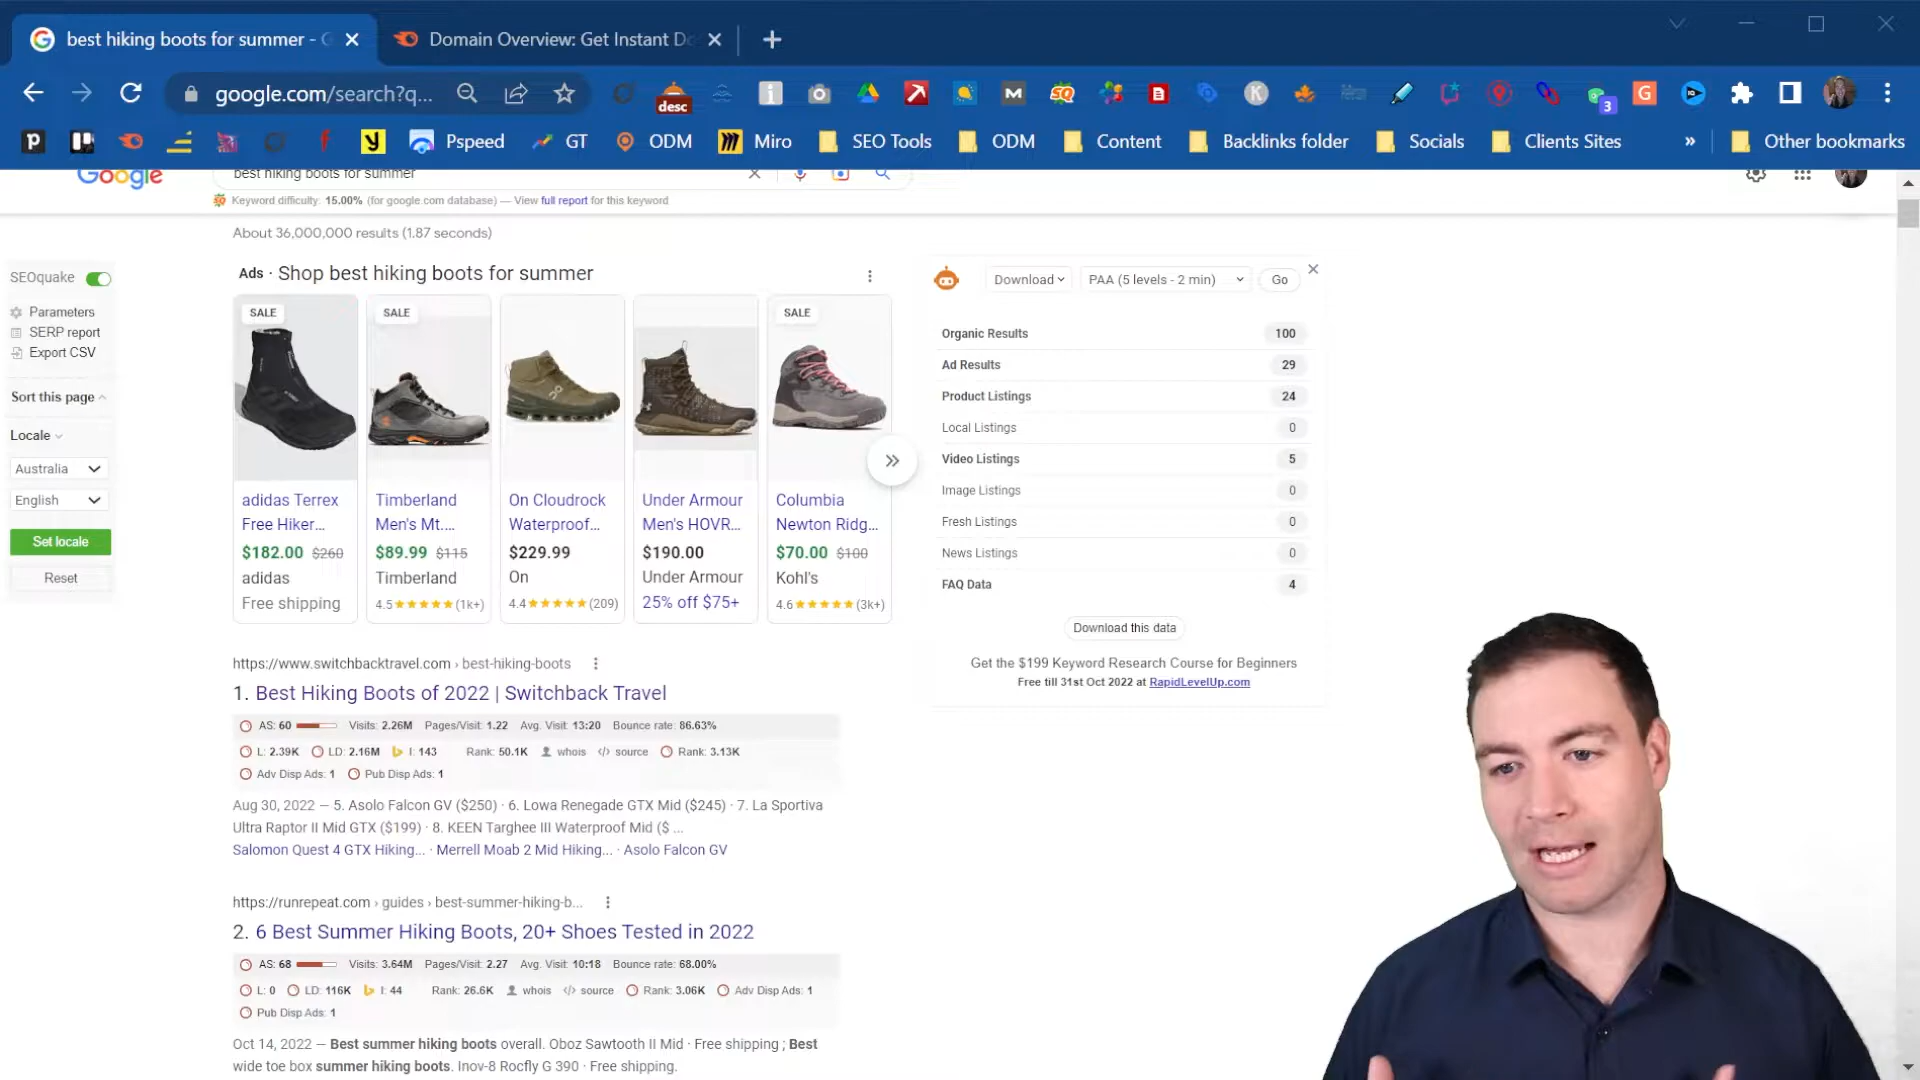 best hiking boots for summer - G
Domain Overview: Get Instant Do
google.com/search?q...
desc
3
Pspeed
GT
ODM
Miro
SEO Tools
ODM
Content
Backlinks folder
Socials
Clients Sites
»
Other bookmarks
Google
best hiking boots for summer
Keyword difficulty: 15.00% (for google.com database) — View full report for this keyword
About 36,000,000 results (1.87 seconds)
SEOquake
Parameters
SERP report
Export CSV
Sort this page
Locale
Australia
English
Set locale
Reset
Ads · Shop best hiking boots for summer
SALE
adidas Terrex
Free Hiker...
$182.00 $260
adidas
Free shipping
SALE
Timberland
Men's Mt....
$89.99 $115
Timberland
4.5 (1k+)
On Cloudrock
Waterproof...
$229.99
On
4.4 (209)
Under Armour
Men's HOVR...
$190.00
Under Armour
25% off $75+
SALE
Columbia
Newton Ridg...
$70.00 $100
Kohl's
4.6 (3k+)
Download
PAA (5 levels - 2 min)
Go
Organic Results 100
Ad Results 29
Product Listings 24
Local Listings 0
Video Listings 5
Image Listings 0
Fresh Listings 0
News Listings 0
FAQ Data 4
Download this data
Get the $199 Keyword Research Course for Beginners
Free till 31st Oct 2022 at RapidLevelUp.com
https://www.switchbacktravel.com › best-hiking-boots
1. Best Hiking Boots of 2022 | Switchback Travel
AS: 60 Visits: 2.26M Pages/Visit: 1.22 Avg. Visit: 13:20 Bounce rate: 86.63%
L: 2.39K LD: 2.16M I: 143 Rank: 50.1K whois source Rank: 3.13K
Adv Disp Ads: 1 Pub Disp Ads: 1
Aug 30, 2022 — 5. Asolo Falcon GV ($250) · 6. Lowa Renegade GTX Mid ($245) · 7. La Sportiva
Ultra Raptor II Mid GTX ($199) · 8. KEEN Targhee III Waterproof Mid ($ ...
Salomon Quest 4 GTX Hiking... · Merrell Moab 2 Mid Hiking... · Asolo Falcon GV
https://runrepeat.com › guides › best-summer-hiking-b...
2. 6 Best Summer Hiking Boots, 20+ Shoes Tested in 2022
AS: 68 Visits: 3.64M Pages/Visit: 2.27 Avg. Visit: 10:18 Bounce rate: 68.00%
L: 0 LD: 116K I: 44 Rank: 26.6K whois source Rank: 3.06K Adv Disp Ads: 1
Pub Disp Ads: 1
Oct 14, 2022 — Best summer hiking boots overall. Oboz Sawtooth II Mid · Free shipping ; Best
wide toe box summer hiking boots. Inov-8 Rocfly G 390 · Free shipping.